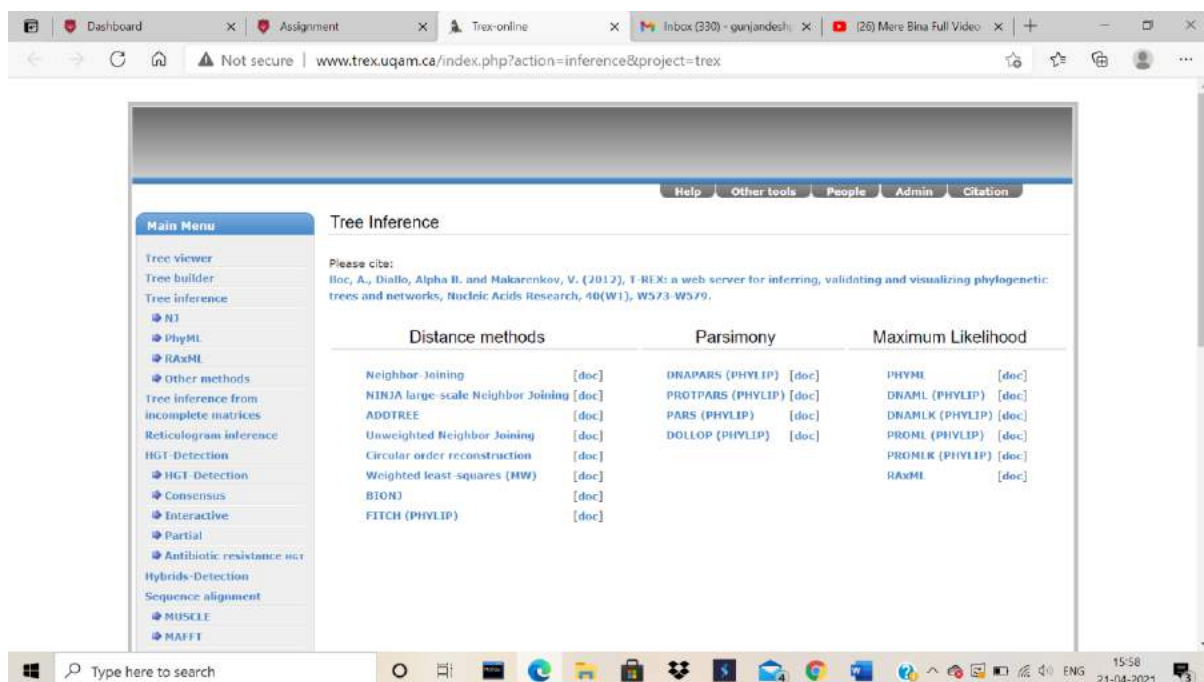 Dashboard
Assignment
Trex-online
Inbox (330) - gunjandesh
(26) Mere Bina Full Video
Not secure | www.trex.uqam.ca/index.php?action=inference&project=trex
Help Other tools People Admin Citation
Main Menu
Tree viewer
Tree builder
Tree inference
NJ
PhyML
RAxML
Other methods
Tree inference from
incomplete matrices
Reticulogram inference
HGT-Detection
HGT-Detection
Consensus
Interactive
Partial
Antibiotic resistance HGT
Hybrids-Detection
Sequence alignment
MUSCLE
MAFFT
Tree Inference
Please cite:
Boc, A., Diallo, Alpha B. and Makarenkov, V. (2012), T-REX: a web server for inferring, validating and visualizing phylogenetic
trees and networks, Nucleic Acids Research, 40(W1), W573-W579.
Distance methods
Neighbor-Joining [doc]
NINJA large-scale Neighbor Joining [doc]
ADDTREE [doc]
Unweighted Neighbor Joining [doc]
Circular order reconstruction [doc]
Weighted least-squares (MW) [doc]
BIONJ [doc]
FITCH (PHYLIP) [doc]
Parsimony
DNAPARS (PHYLIP) [doc]
PROTPARS (PHYLIP) [doc]
PARS (PHYLIP) [doc]
DOLLOP (PHYLIP) [doc]
Maximum Likelihood
PHYML [doc]
DNAML (PHYLIP) [doc]
DNAMLK (PHYLIP) [doc]
PROML (PHYLIP) [doc]
PROMLK (PHYLIP) [doc]
RAxML [doc]
Type here to search
ENG
15:58
21-04-2021